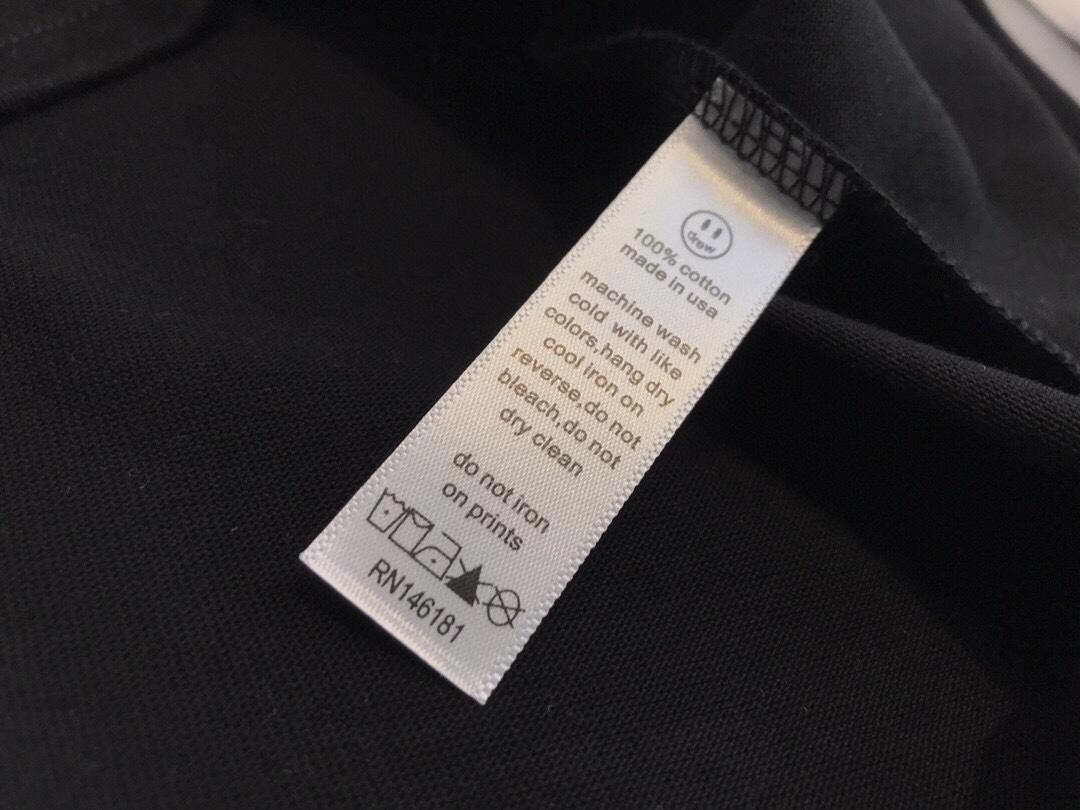 drew
100% cotton
made in usa
machine wash
cold with like
colors,hang dry
cool iron on
reverse,do not
bleach,do not
dry clean
do not iron
on prints
RN146181